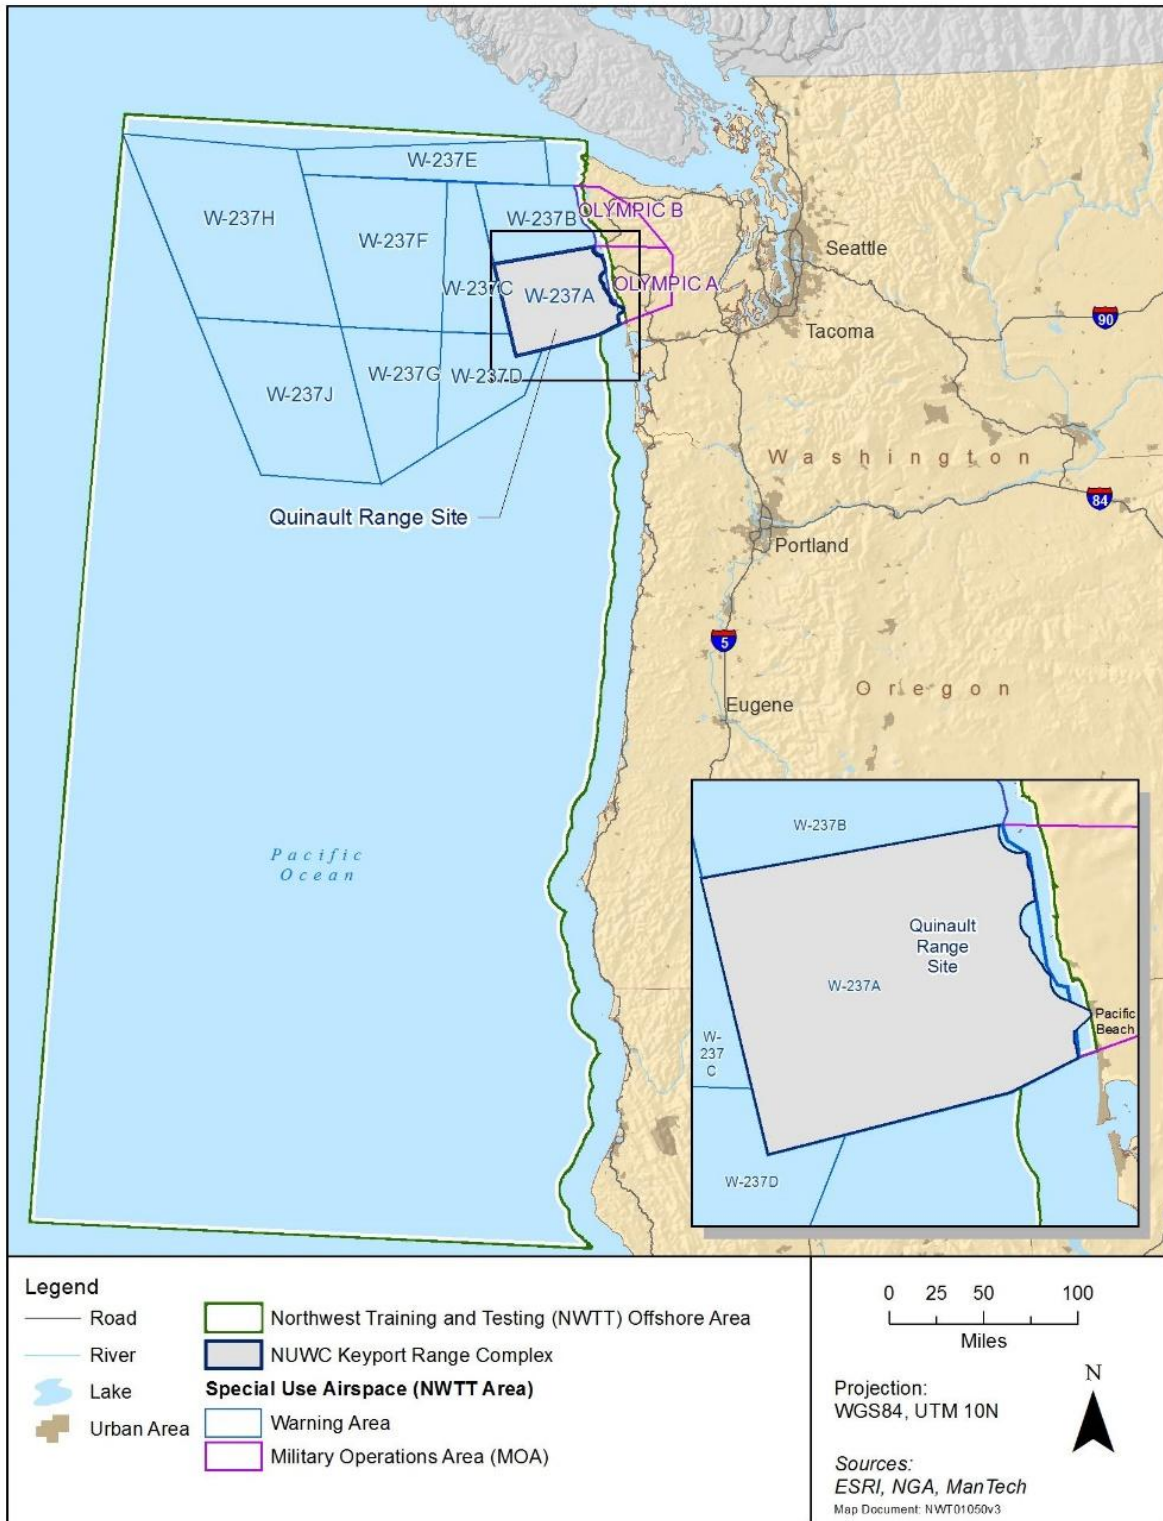 W-237E
W-237H
W-237B
OLYMPIC B
W-237F
Seattle
W-237C
W-237A
OLYMPIC A
90
Tacoma
W-237G
W-237D
W-237J
Washington
84
Quinault Range Site
Portland
5
Oregon
Eugene
Pacific
Ocean
W-237B
Quinault
Range
Site
W-237A
Pacific
Beach
W-
237
C
W-237D
Legend
Road
River
Lake
Urban Area
Northwest Training and Testing (NWTT) Offshore Area
NUWC Keyport Range Complex
Special Use Airspace (NWTT Area)
Warning Area
Military Operations Area (MOA)
0 25 50 100
Miles
N
Projection:
WGS84, UTM 10N
Sources:
ESRI, NGA, ManTech
Map Document: NWT01050v3